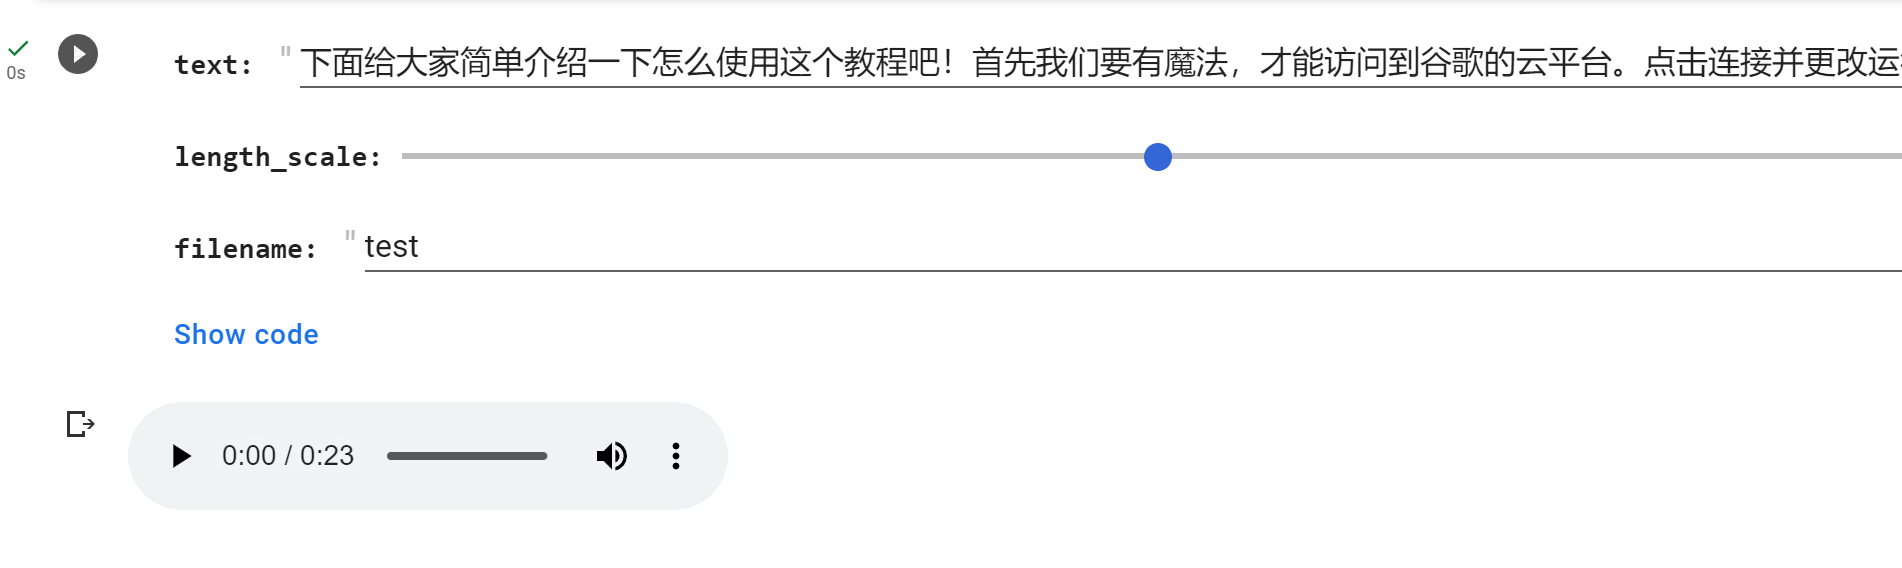 text: " 下面给大家简单介绍一下怎么使用这个教程吧！首先我们要有魔法，才能访问到谷歌的云平台。点击连接并更改运
0s
length_scale:
filename: " test
Show code
0:00 / 0:23